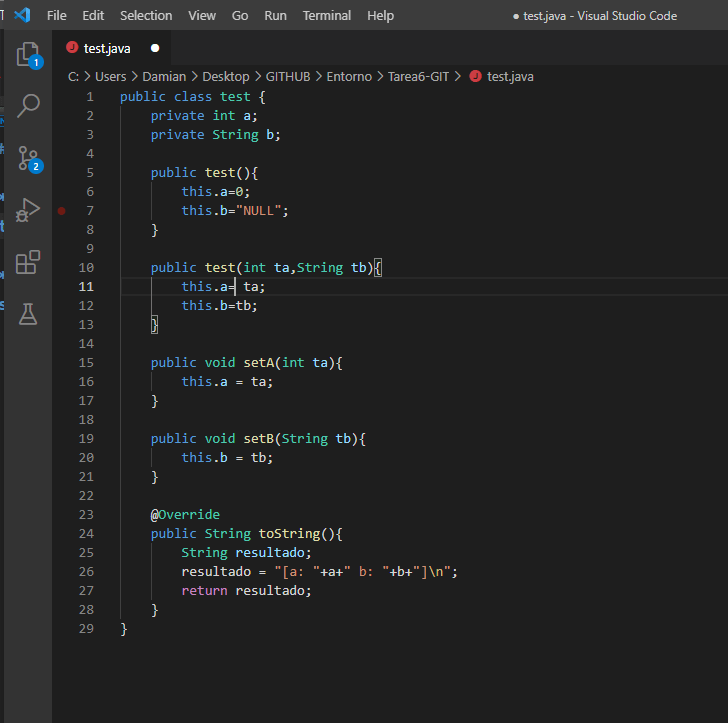 File Edit Selection View Go Run Terminal Help ● test.java - Visual Studio Code
J test.java ●
C: > Users > Damian > Desktop > GITHUB > Entorno > Tarea6-GIT > J test.java
1
2
1 public class test {
2     private int a;
3     private String b;
4
5     public test(){
6         this.a=0;
7         this.b="NULL";
8     }
9
10     public test(int ta,String tb){
11         this.a= ta;
12         this.b=tb;
13     }
14
15     public void setA(int ta){
16         this.a = ta;
17     }
18
19     public void setB(String tb){
20         this.b = tb;
21     }
22
23     @Override
24     public String toString(){
25         String resultado;
26         resultado = "[a: "+a+" b: "+b+"]\n";
27         return resultado;
28     }
29 }